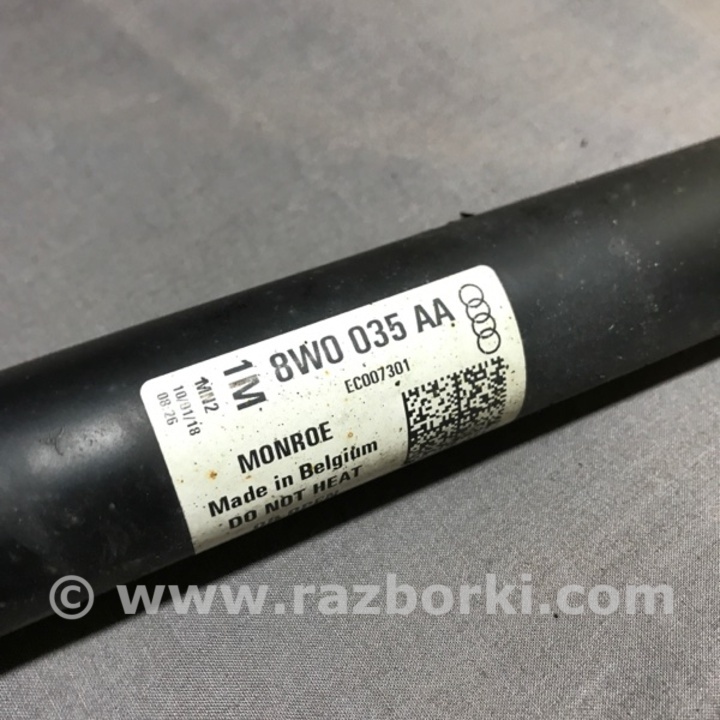 1M 8W0 035 AA
1MN2
EC007301
10/01/18
08:26
MONROE
Made in Belgium
DO NOT HEAT
© www.razborki.com